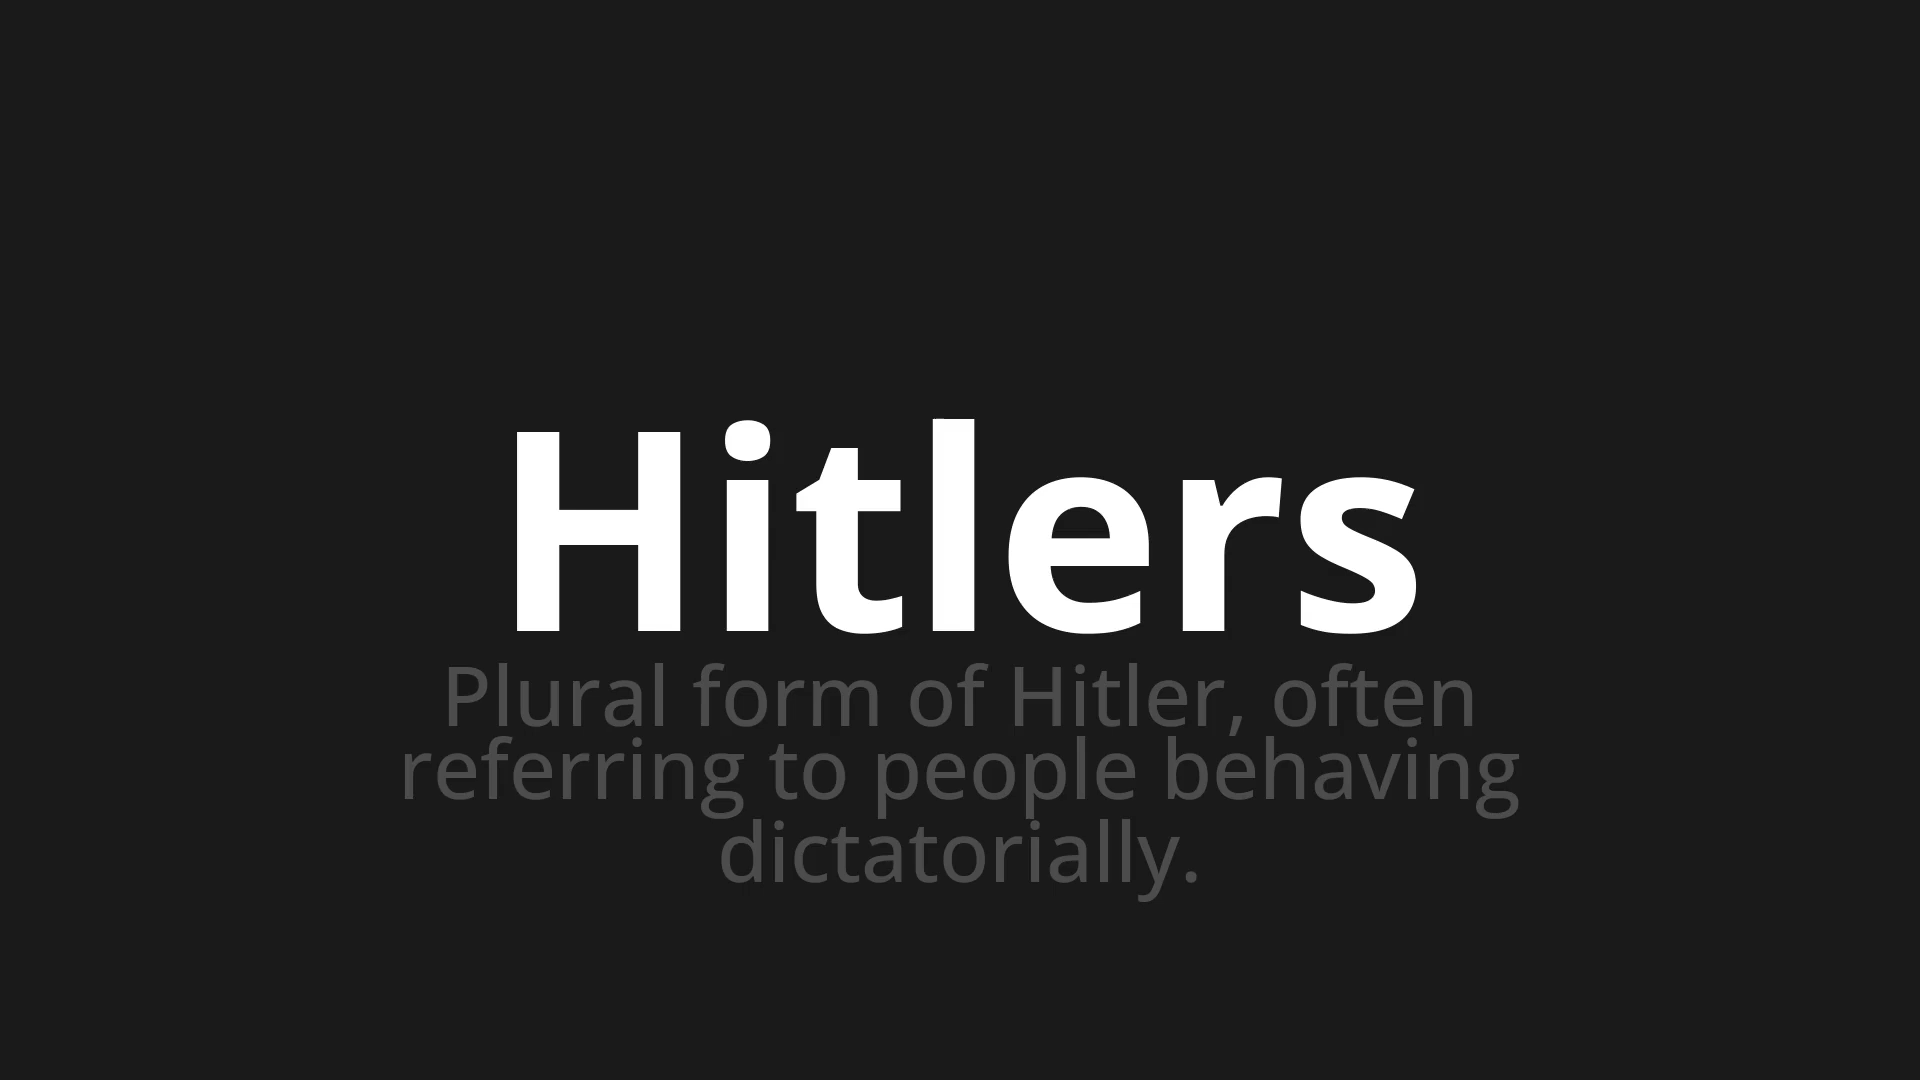 Hitlers
Plural form of Hitler, often
referring to people behaving
dictatorially.